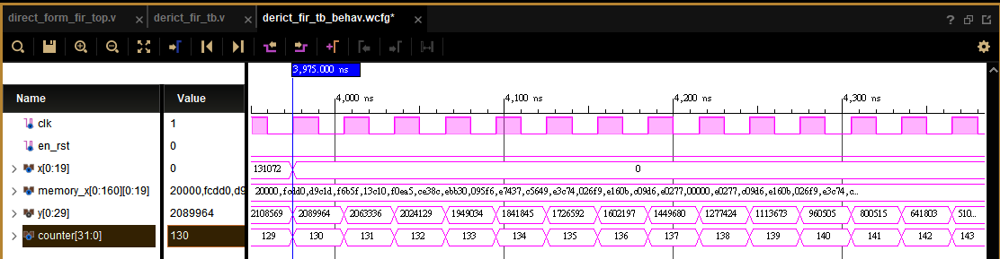 direct_form_fir_top.v × derict_fir_tb.v × derict_fir_tb_behav.wcfg* ×
?
3,975.000 ns
Name Value
4,000 ns 4,100 ns 4,200 ns 4,300 ns
clk 1
en_rst 0
x[0:19] 0 131072 0
memory_x[0:160][0:19] 20000,fcdd0,d9 20000,fcdd0,d9c1d,f6b5f,13c10,f0ea5,ce38c,ebb30,095f6,e7437,c5649,e3c74,026f9,e160b,c09d6,e0277,00000,e0277,c09d6,e160b,026f9,e3c74,c…
y[0:29] 2089964 2108569 2089964 2063336 2024129 1949034 1841845 1726592 1602197 1449680 1277424 1113673 960505 800515 641803 510…
counter[31:0] 130 129 130 131 132 133 134 135 136 137 138 139 140 141 142 143